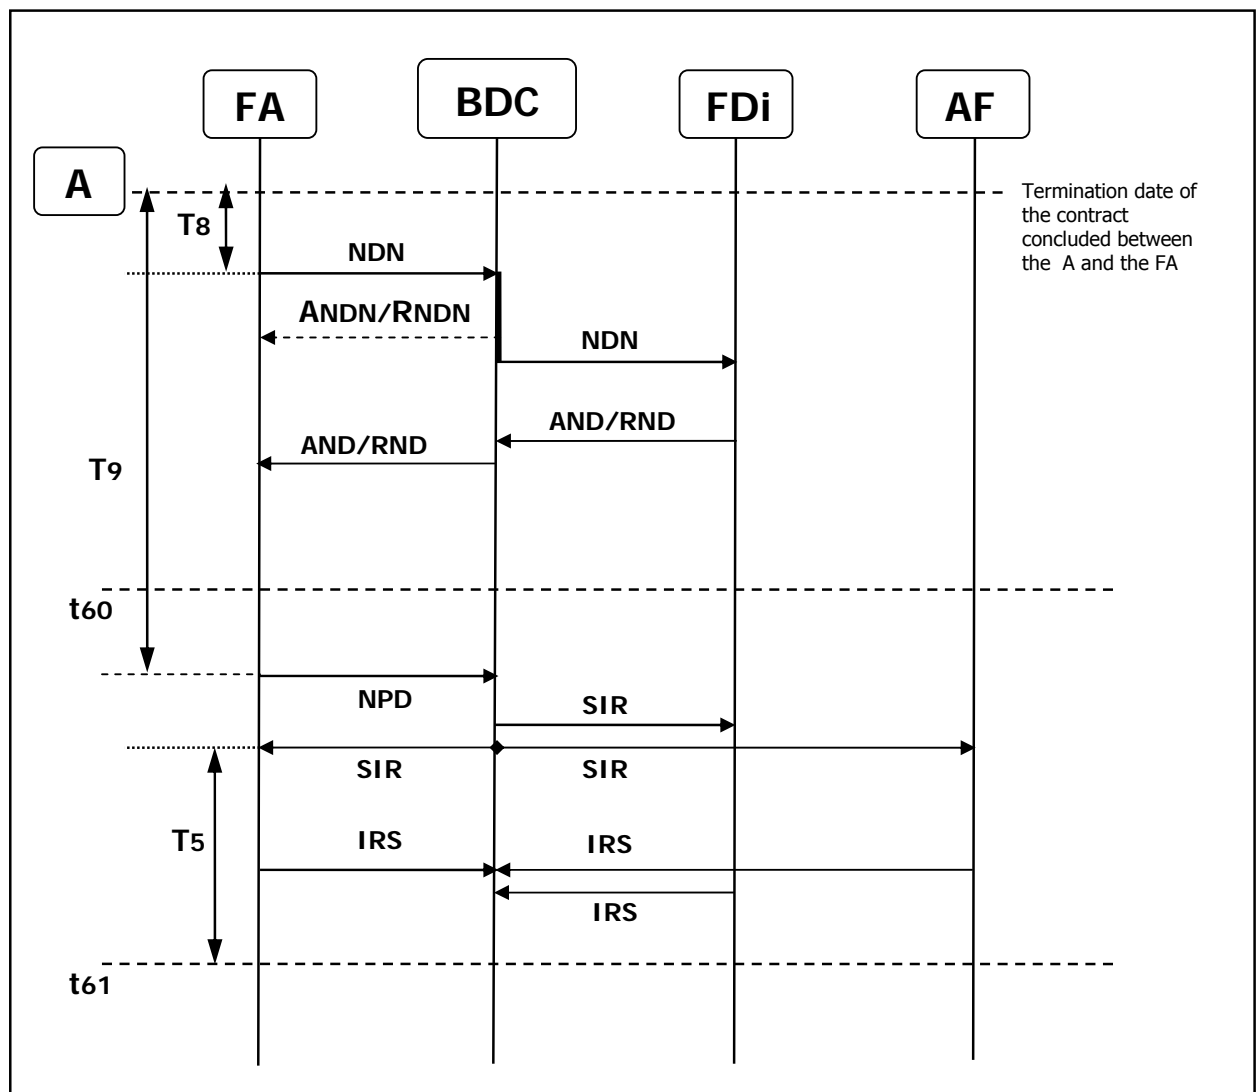 FA
BDC
FDi
AF
A
Termination date of
the contract
concluded between
the A and the FA
T8
NDN
ANDN/RNDN
NDN
AND/RND
AND/RND
T9
t60
NPD
SIR
SIR
SIR
T5
IRS
IRS
IRS
t61